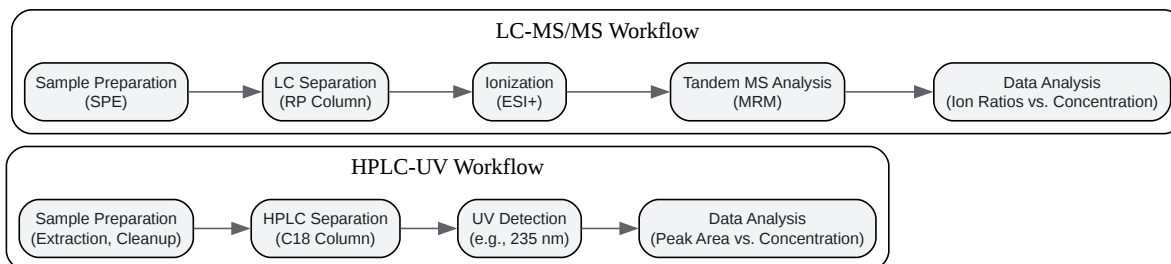 LC-MS/MS Workflow
Sample Preparation
(SPE)
LC Separation
(RP Column)
Ionization
(ESI+)
Tandem MS Analysis
(MRM)
Data Analysis
(Ion Ratios vs. Concentration)
HPLC-UV Workflow
Sample Preparation
(Extraction, Cleanup)
HPLC Separation
(C18 Column)
UV Detection
(e.g., 235 nm)
Data Analysis
(Peak Area vs. Concentration)